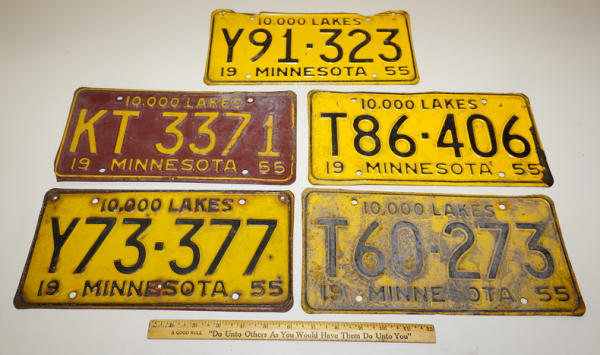 10,000 LAKES
Y91·323
19 MINNESOTA 55
10,000 LAKES
KT 3371
19 MINNESOTA 55
10,000 LAKES
T86·406
19 MINNESOTA 55
10,000 LAKES
Y73·377
19 MINNESOTA 55
10,000 LAKES
T60·273
19 MINNESOTA 55
A GOOD RULE "Do Unto Others As You Would Have Them Do Unto You"